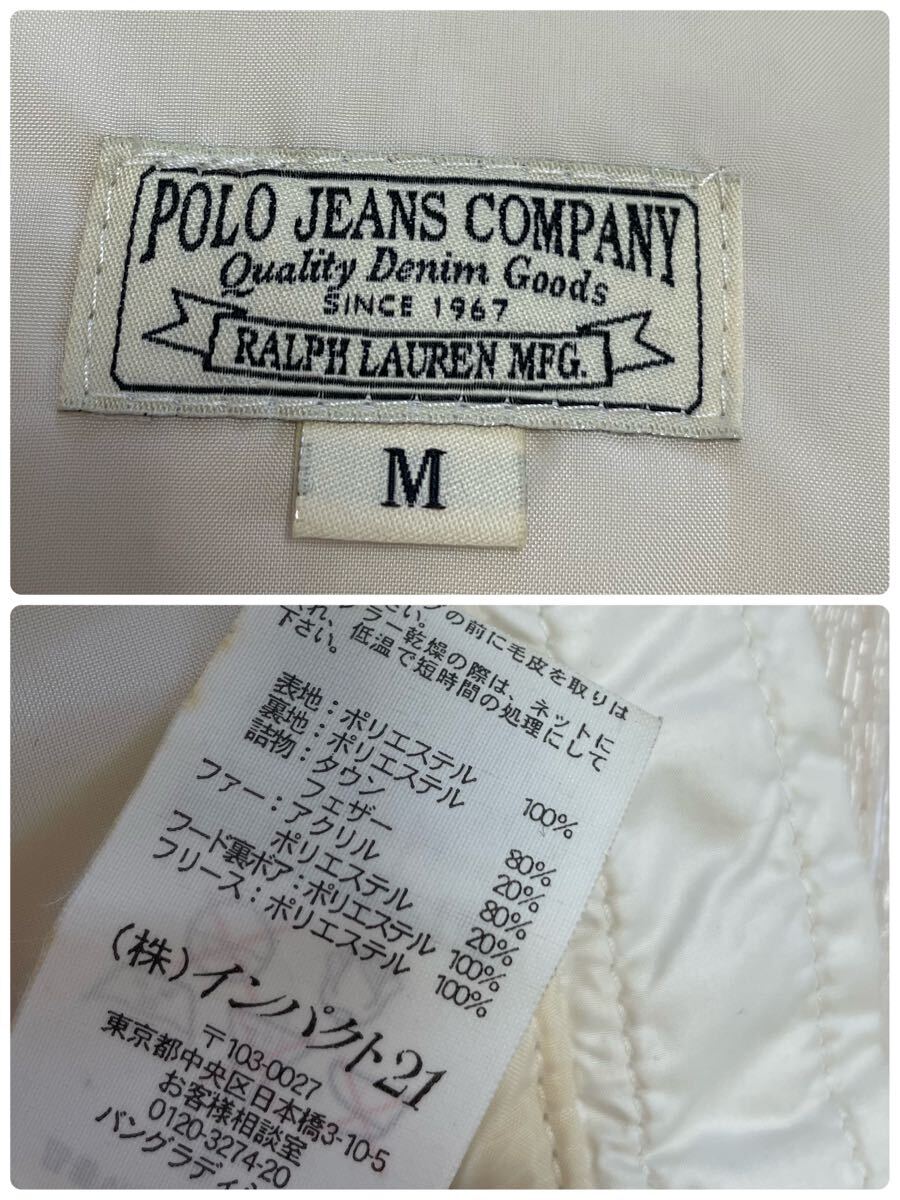 POLO JEANS COMPANY
Quality Denim Goods
SINCE 1967
RALPH LAUREN MFG.
M
の前に毛皮を取りは
さい。
ラー乾燥の際は、ネットに
入れ、低温で短時間の処理にして
下さい。
表地：ポリエステル
裏地：ポリエステル 100%
詰物：ダウン 80%
フェザー 20%
ファー：アクリル 80%
ポリエステル 20%
フード裏ボア：ポリエステル 100%
フリース：ポリエステル 100%
(株)インパクト21
〒103-0027
東京都中央区日本橋3-10-5
お客様相談室
0120-3274-20
バングラディ